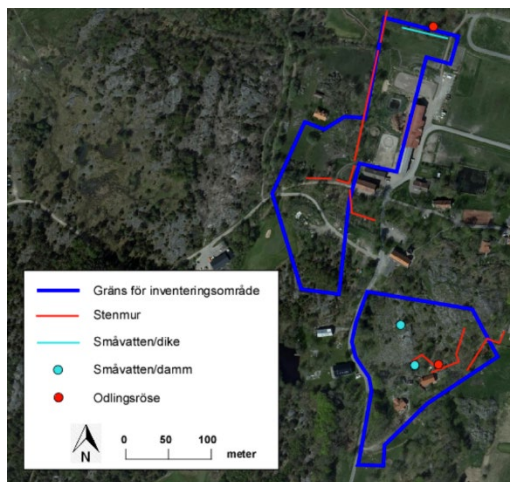 Gräns för inventeringsområde
Stenmur
Småvatten/dike
Småvatten/damm
Odlingsröse
N
0 50 100
meter